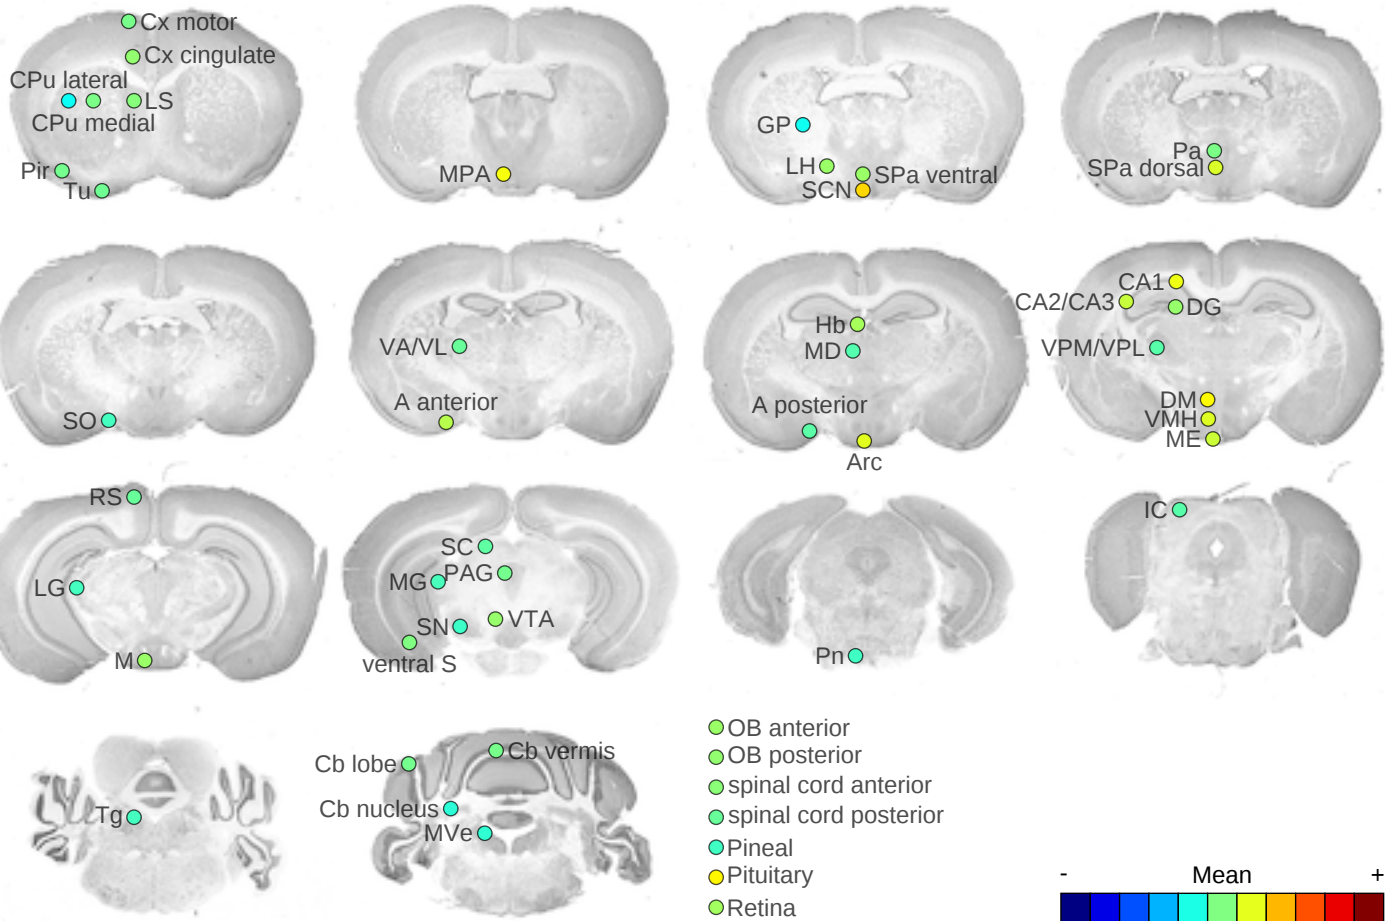 Cx motor
Cx cingulate
CPu lateral
LS
CPu medial
Pir
Tu
MPA
GP
LH
SPa ventral
SCN
Pa
SPa dorsal
SO
VA/VL
A anterior
Hb
MD
A posterior
Arc
CA1
CA2/CA3
DG
VPM/VPL
DM
VMH
ME
RS
LG
M
SC
PAG
MG
VTA
SN
ventral S
Pn
IC
Tg
Cb vermis
Cb lobe
Cb nucleus
MVe
OB anterior
OB posterior
spinal cord anterior
spinal cord posterior
Pineal
Pituitary
Retina
- Mean +